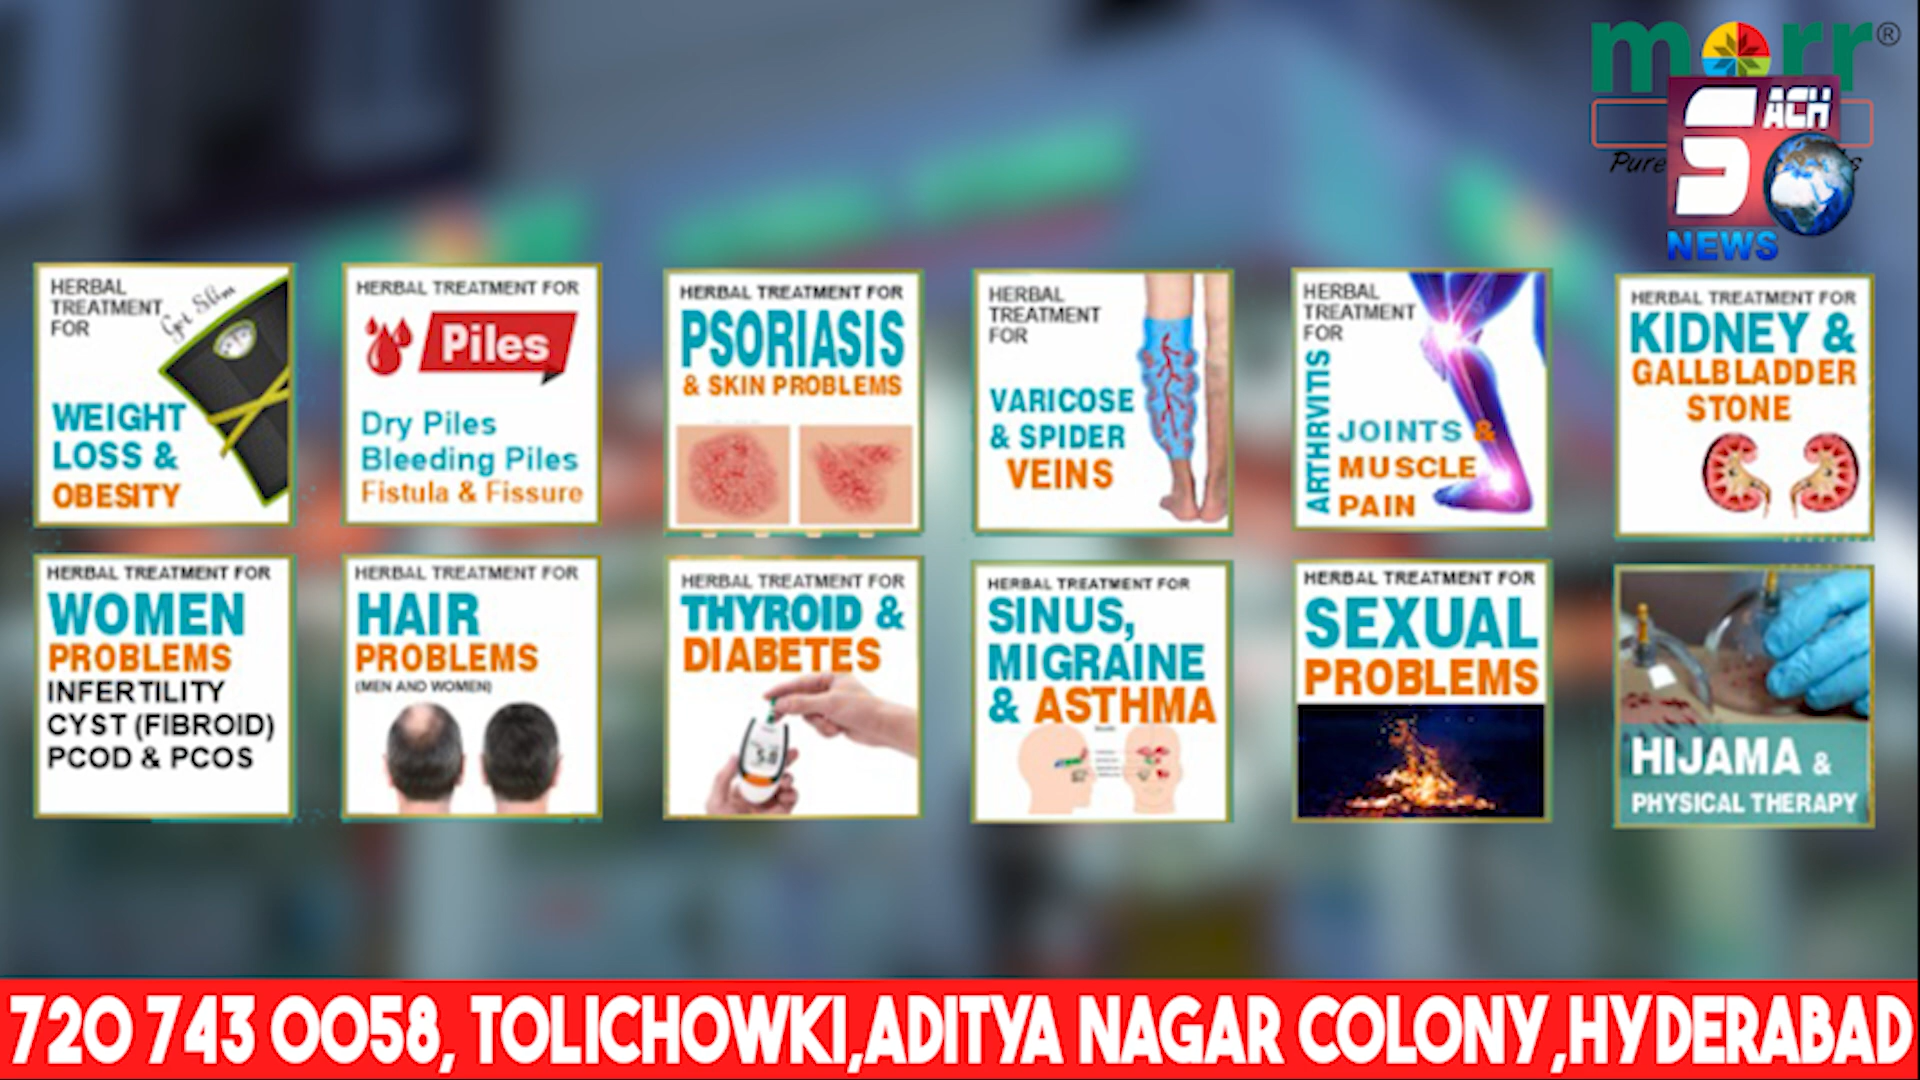 morr®
Pure
SACH
NEWS
HERBAL
TREATMENT
FOR
Get Slim
WEIGHT
LOSS &
OBESITY
HERBAL TREATMENT FOR
Piles
Dry Piles
Bleeding Piles
Fistula & Fissure
HERBAL TREATMENT FOR
PSORIASIS
& SKIN PROBLEMS
HERBAL
TREATMENT
FOR
VARICOSE
& SPIDER
VEINS
HERBAL
TREATMENT
FOR
ARTHRVITIS
JOINTS &
MUSCLE
PAIN
HERBAL TREATMENT FOR
KIDNEY &
GALLBLADDER
STONE
HERBAL TREATMENT FOR
WOMEN
PROBLEMS
INFERTILITY
CYST (FIBROID)
PCOD & PCOS
HERBAL TREATMENT FOR
HAIR
PROBLEMS
(MEN AND WOMEN)
HERBAL TREATMENT FOR
THYROID &
DIABETES
HERBAL TREATMENT FOR
SINUS,
MIGRAINE
& ASTHMA
HERBAL TREATMENT FOR
SEXUAL
PROBLEMS
HIJAMA &
PHYSICAL THERAPY
720 743 0058, TOLICHOWKI,ADITYA NAGAR COLONY,HYDERABAD